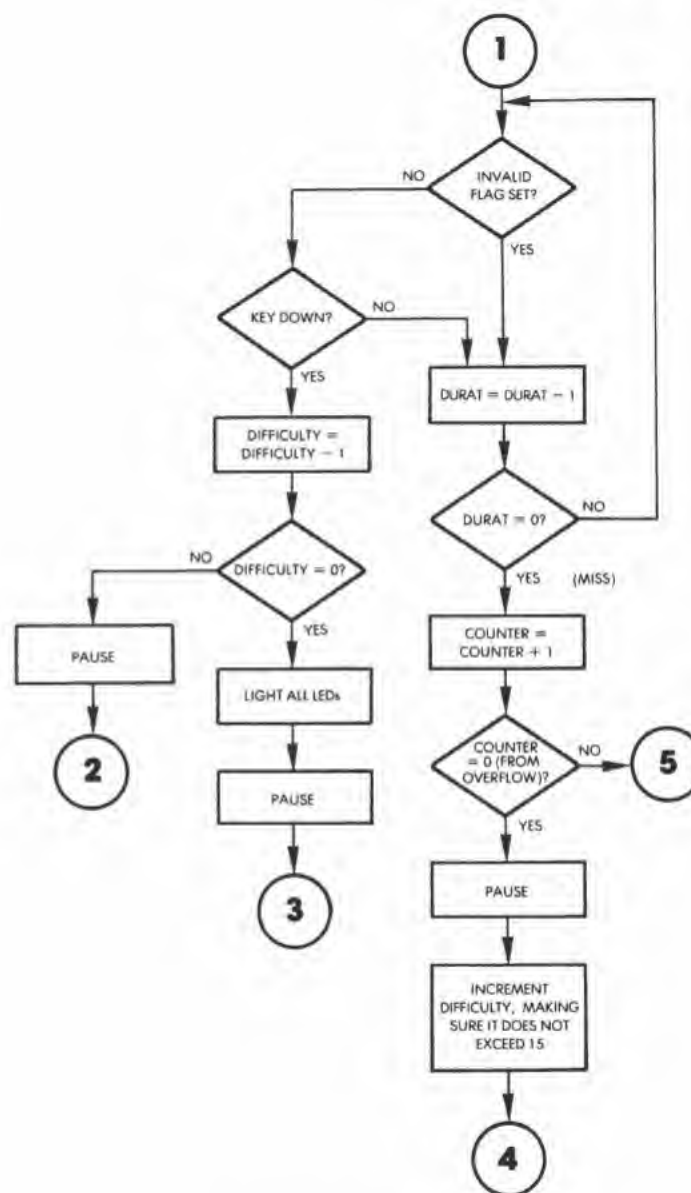 1
NO
INVALID
FLAG SET?
YES
KEY DOWN?
NO
YES
DURAT = DURAT − 1
DIFFICULTY =
DIFFICULTY − 1
DURAT = 0?
NO
NO
DIFFICULTY = 0?
YES
(MISS)
YES
PAUSE
COUNTER =
COUNTER + 1
LIGHT ALL LEDs
2
COUNTER
= 0 (FROM
OVERFLOW)?
NO
5
PAUSE
YES
3
PAUSE
INCREMENT
DIFFICULTY, MAKING
SURE IT DOES NOT
EXCEED 15
4